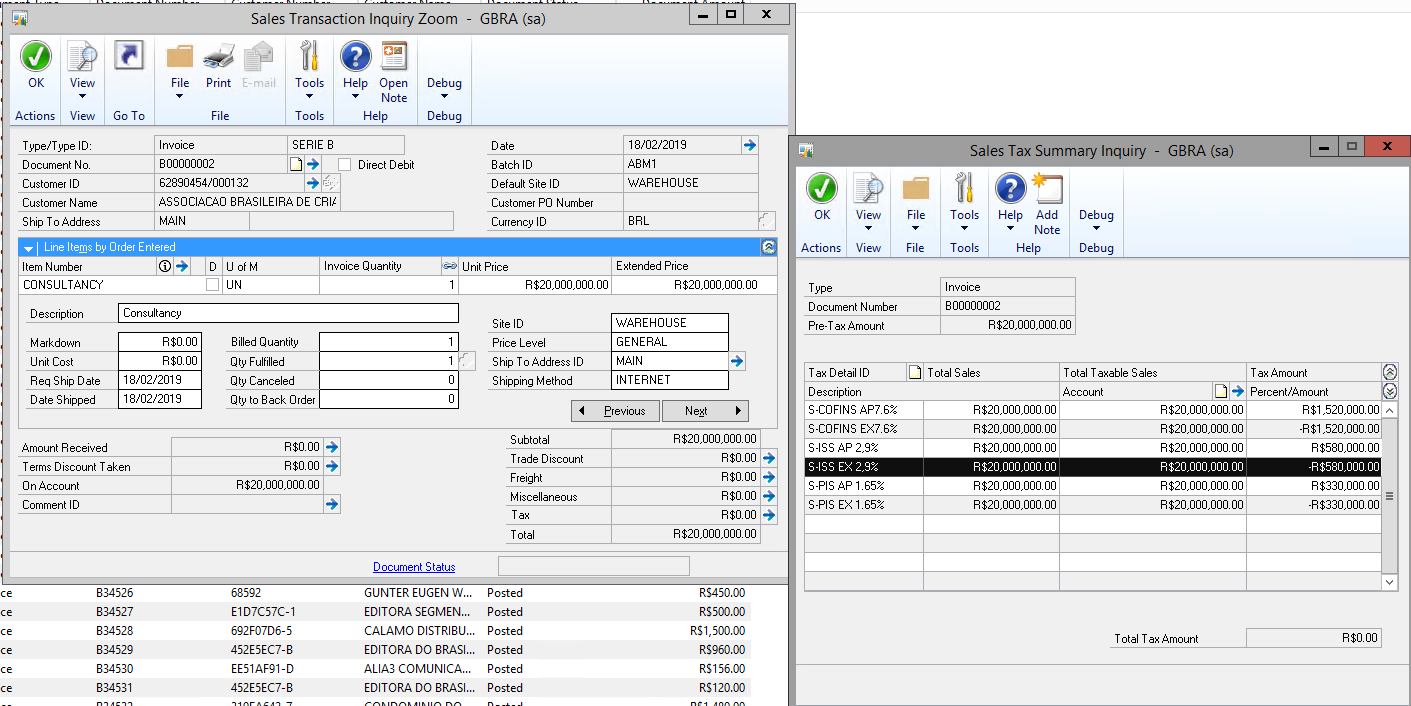 Sales Transaction Inquiry Zoom - GBRA (sa)
OK View File Print E-mail Tools Help Open Note Debug
Actions View Go To File Tools Help Debug
Type/Type ID: Invoice SERIE B
Document No. B00000002 Direct Debit
Customer ID 62890454/000132
Customer Name ASSOCIACAO BRASILEIRA DE CRIA
Ship To Address MAIN
Date 18/02/2019
Batch ID ABM1
Default Site ID WAREHOUSE
Customer PO Number
Currency ID BRL
Line Items by Order Entered
Item Number D U of M Invoice Quantity Unit Price Extended Price
CONSULTANCY UN 1 R$20,000,000.00 R$20,000,000.00
Description Consultancy
Markdown R$0.00
Unit Cost R$0.00
Req Ship Date 18/02/2019
Date Shipped 18/02/2019
Billed Quantity 1
Qty Fulfilled 1
Qty Canceled 0
Qty to Back Order 0
Site ID WAREHOUSE
Price Level GENERAL
Ship To Address ID MAIN
Shipping Method INTERNET
Previous Next
Amount Received R$0.00
Terms Discount Taken R$0.00
On Account R$20,000,000.00
Comment ID
Subtotal R$20,000,000.00
Trade Discount R$0.00
Freight R$0.00
Miscellaneous R$0.00
Tax R$0.00
Total R$20,000,000.00
Document Status
ce B34526 68592 GUNTER EUGEN W... Posted R$450.00
ce B34527 E1D7C57C-1 EDITORA SEGMEN... Posted R$500.00
ce B34528 692F07D6-5 CALAMO DISTRIBU... Posted R$1,500.00
ce B34529 452E5EC7-B EDITORA DO BRASI... Posted R$960.00
ce B34530 EE51AF91-D ALIA3 COMUNICA... Posted R$156.00
ce B34531 452E5EC7-B EDITORA DO BRASI... Posted R$120.00
Sales Tax Summary Inquiry - GBRA (sa)
OK View File Tools Help Add Note Debug
Actions View File Tools Help Debug
Type Invoice
Document Number B00000002
Pre-Tax Amount R$20,000,000.00
Tax Detail ID Total Sales Total Taxable Sales Tax Amount
Description Account Percent/Amount
S-COFINS AP7.6% R$20,000,000.00 R$20,000,000.00 R$1,520,000.00
S-COFINS EX7.6% R$20,000,000.00 R$20,000,000.00 -R$1,520,000.00
S-ISS AP 2,9% R$20,000,000.00 R$20,000,000.00 R$580,000.00
S-ISS EX 2,9% R$20,000,000.00 R$20,000,000.00 -R$580,000.00
S-PIS AP 1.65% R$20,000,000.00 R$20,000,000.00 R$330,000.00
S-PIS EX 1.65% R$20,000,000.00 R$20,000,000.00 -R$330,000.00
Total Tax Amount R$0.00